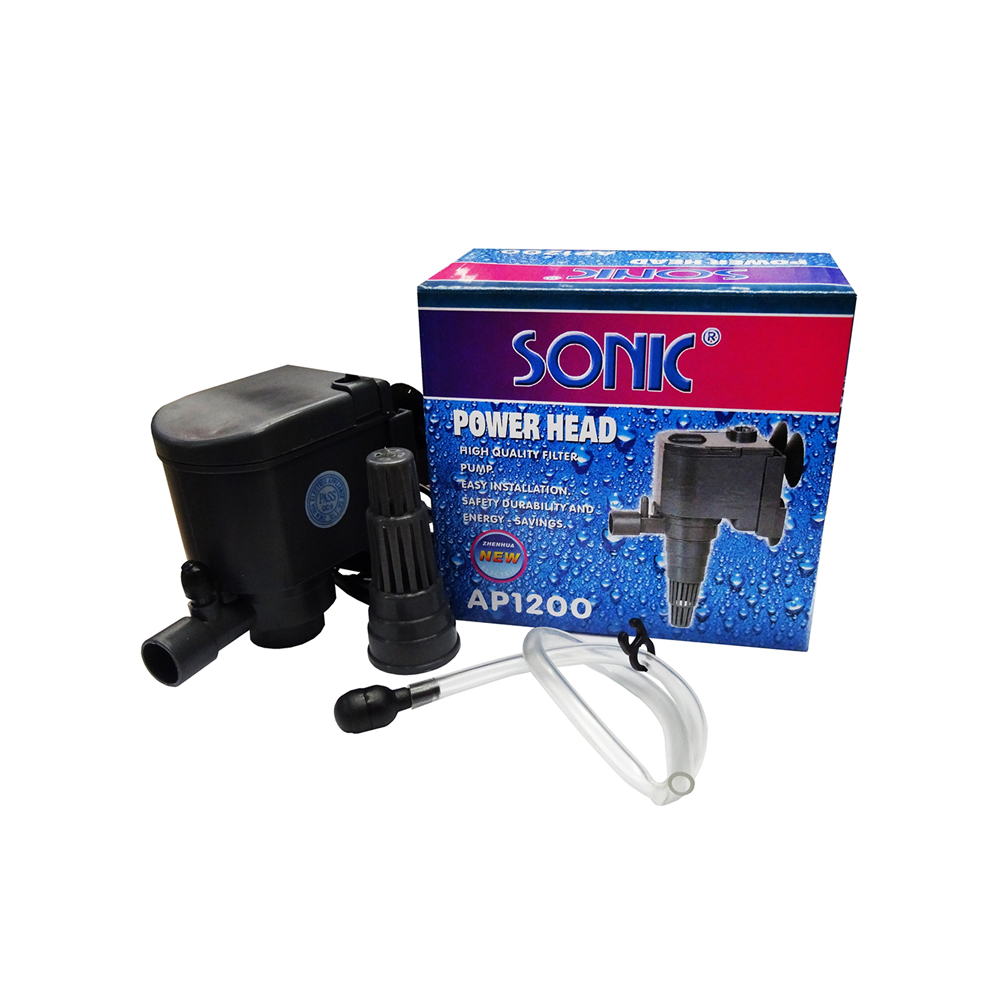 AP1200
POWER HEAD
SONIC
SONIC®
POWER HEAD
HIGH QUALITY FILTER
PUMP
EASY INSTALLATION.
SAFETY DURABILITY AND
ENERGY - SAVINGS.
ZHENHUA
NEW
AP1200
PASS